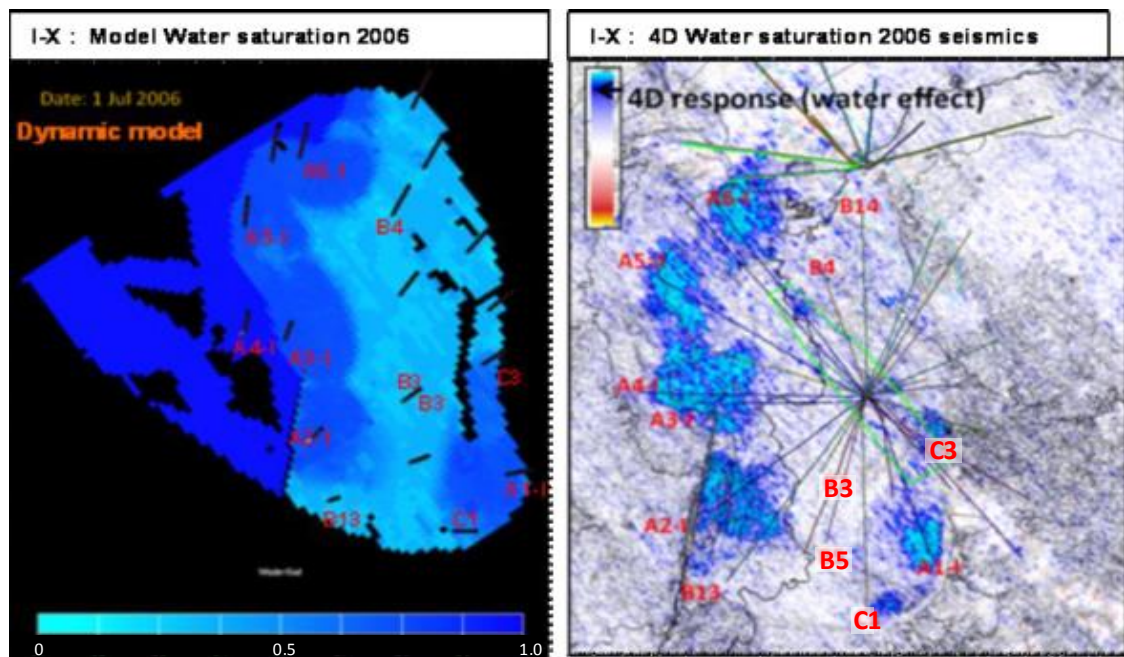 I-X : Model Water saturation 2006
Date: 1 Jul 2006
Dynamic model
A6-I
B4
A5-I
A4-I
A3-I
B3
B3
C3
A2-I
A1-I
B13
C1
0
0.5
1.0
I-X : 4D Water saturation 2006 seismics
4D response (water effect)
A6-I
B14
A5-I
B4
A4-I
A3-I
C3
B3
A2-I
B5
A1-I
B13
C1